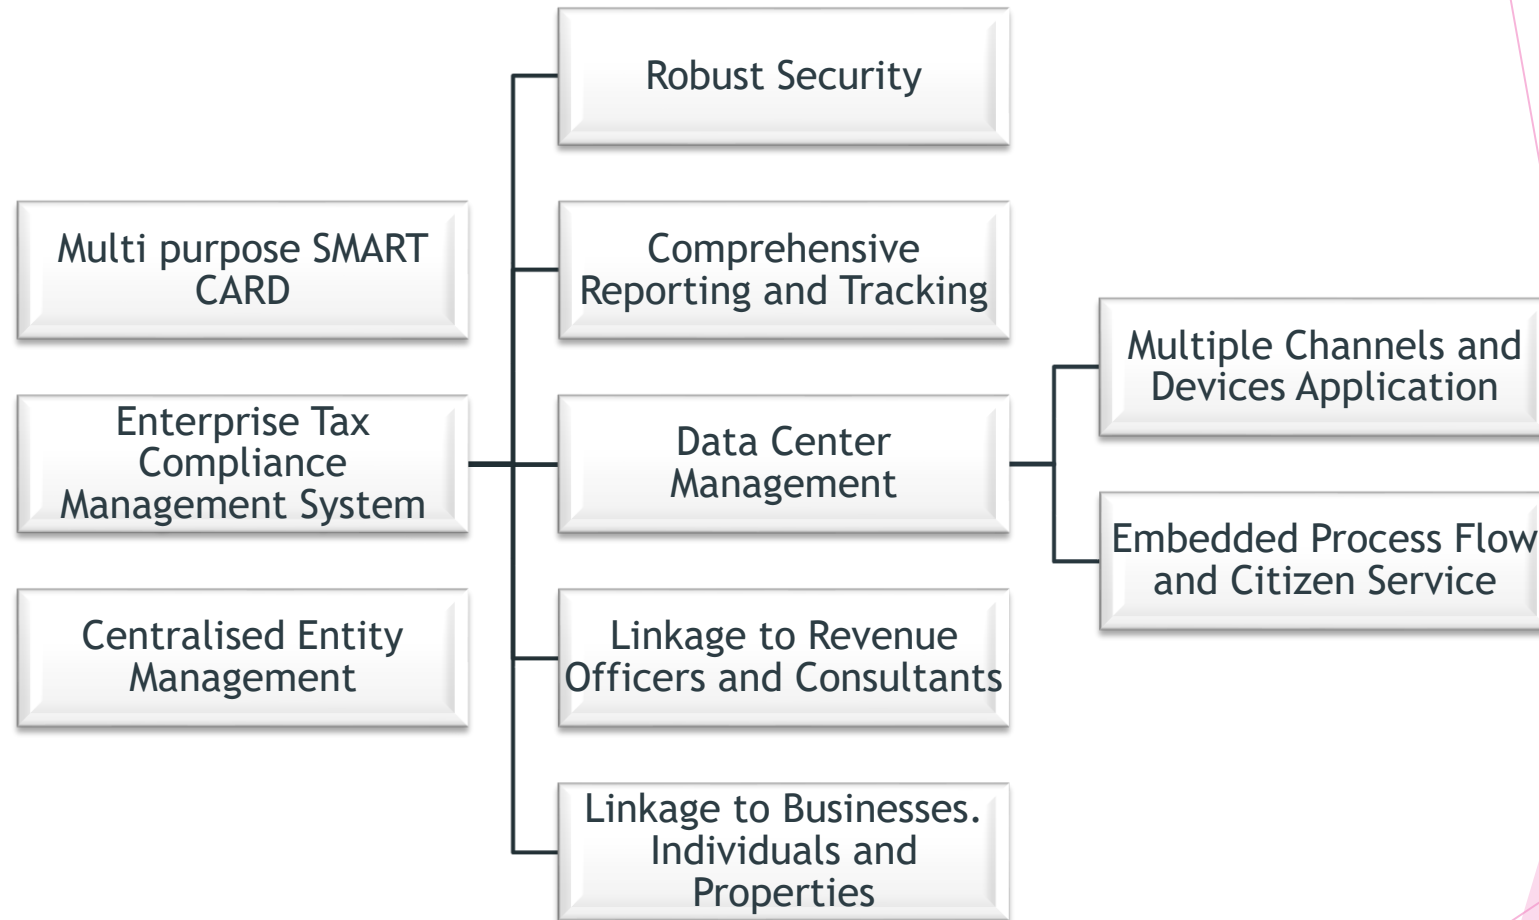 Robust Security
Multi purpose SMART
CARD
Comprehensive
Reporting and Tracking
Multiple Channels and
Devices Application
Enterprise Tax
Compliance
Management System
Data Center
Management
Embedded Process Flow
and Citizen Service
Centralised Entity
Management
Linkage to Revenue
Officers and Consultants
Linkage to Businesses.
Individuals and
Properties